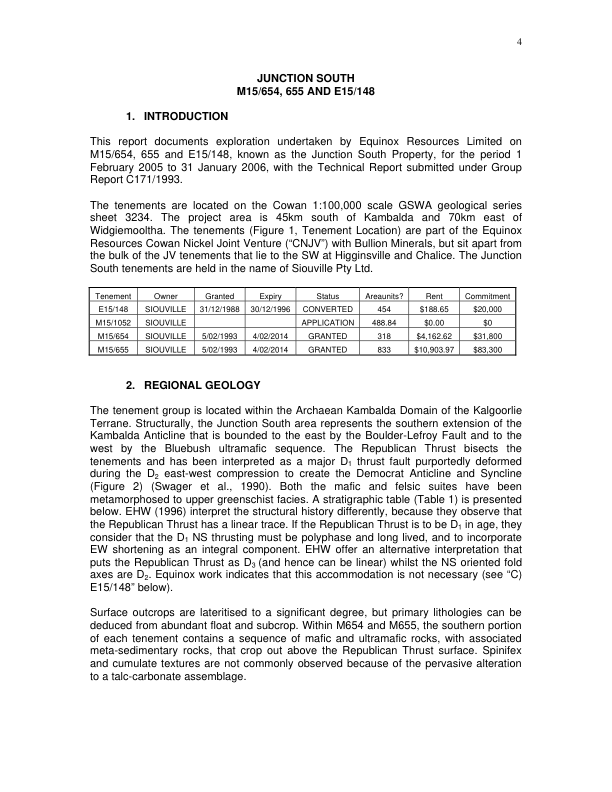 4
JUNCTION SOUTH
M15/654, 655 AND E15/148
1. INTRODUCTION
This report documents exploration undertaken by Equinox Resources Limited on
M15/654, 655 and E15/148, known as the Junction South Property, for the period 1
February 2005 to 31 January 2006, with the Technical Report submitted under Group
Report C171/1993.
The tenements are located on the Cowan 1:100,000 scale GSWA geological series
sheet 3234. The project area is 45km south of Kambalda and 70km east of
Widgiemooltha. The tenements (Figure 1, Tenement Location) are part of the Equinox
Resources Cowan Nickel Joint Venture (“CNJV”) with Bullion Minerals, but sit apart from
the bulk of the JV tenements that lie to the SW at Higginsville and Chalice. The Junction
South tenements are held in the name of Siouville Pty Ltd.
Tenement Owner Granted Expiry Status Areaunits? Rent Commitment
E15/148 SIOUVILLE 31/12/1988 30/12/1996 CONVERTED 454 $188.65 $20,000
M15/1052 SIOUVILLE APPLICATION 488.84 $0.00 $0
M15/654 SIOUVILLE 5/02/1993 4/02/2014 GRANTED 318 $4,162.62 $31,800
M15/655 SIOUVILLE 5/02/1993 4/02/2014 GRANTED 833 $10,903.97 $83,300
2. REGIONAL GEOLOGY
The tenement group is located within the Archaean Kambalda Domain of the Kalgoorlie
Terrane. Structurally, the Junction South area represents the southern extension of the
Kambalda Anticline that is bounded to the east by the Boulder-Lefroy Fault and to the
west by the Bluebush ultramafic sequence. The Republican Thrust bisects the
tenements and has been interpreted as a major D1 thrust fault purportedly deformed
during the D2 east-west compression to create the Democrat Anticline and Syncline
(Figure 2) (Swager et al., 1990). Both the mafic and felsic suites have been
metamorphosed to upper greenschist facies. A stratigraphic table (Table 1) is presented
below. EHW (1996) interpret the structural history differently, because they observe that
the Republican Thrust has a linear trace. If the Republican Thrust is to be D1 in age, they
consider that the D1 NS thrusting must be polyphase and long lived, and to incorporate
EW shortening as an integral component. EHW offer an alternative interpretation that
puts the Republican Thrust as D3 (and hence can be linear) whilst the NS oriented fold
axes are D2. Equinox work indicates that this accommodation is not necessary (see “C)
E15/148” below).
Surface outcrops are lateritised to a significant degree, but primary lithologies can be
deduced from abundant float and subcrop. Within M654 and M655, the southern portion
of each tenement contains a sequence of mafic and ultramafic rocks, with associated
meta-sedimentary rocks, that crop out above the Republican Thrust surface. Spinifex
and cumulate textures are not commonly observed because of the pervasive alteration
to a talc-carbonate assemblage.